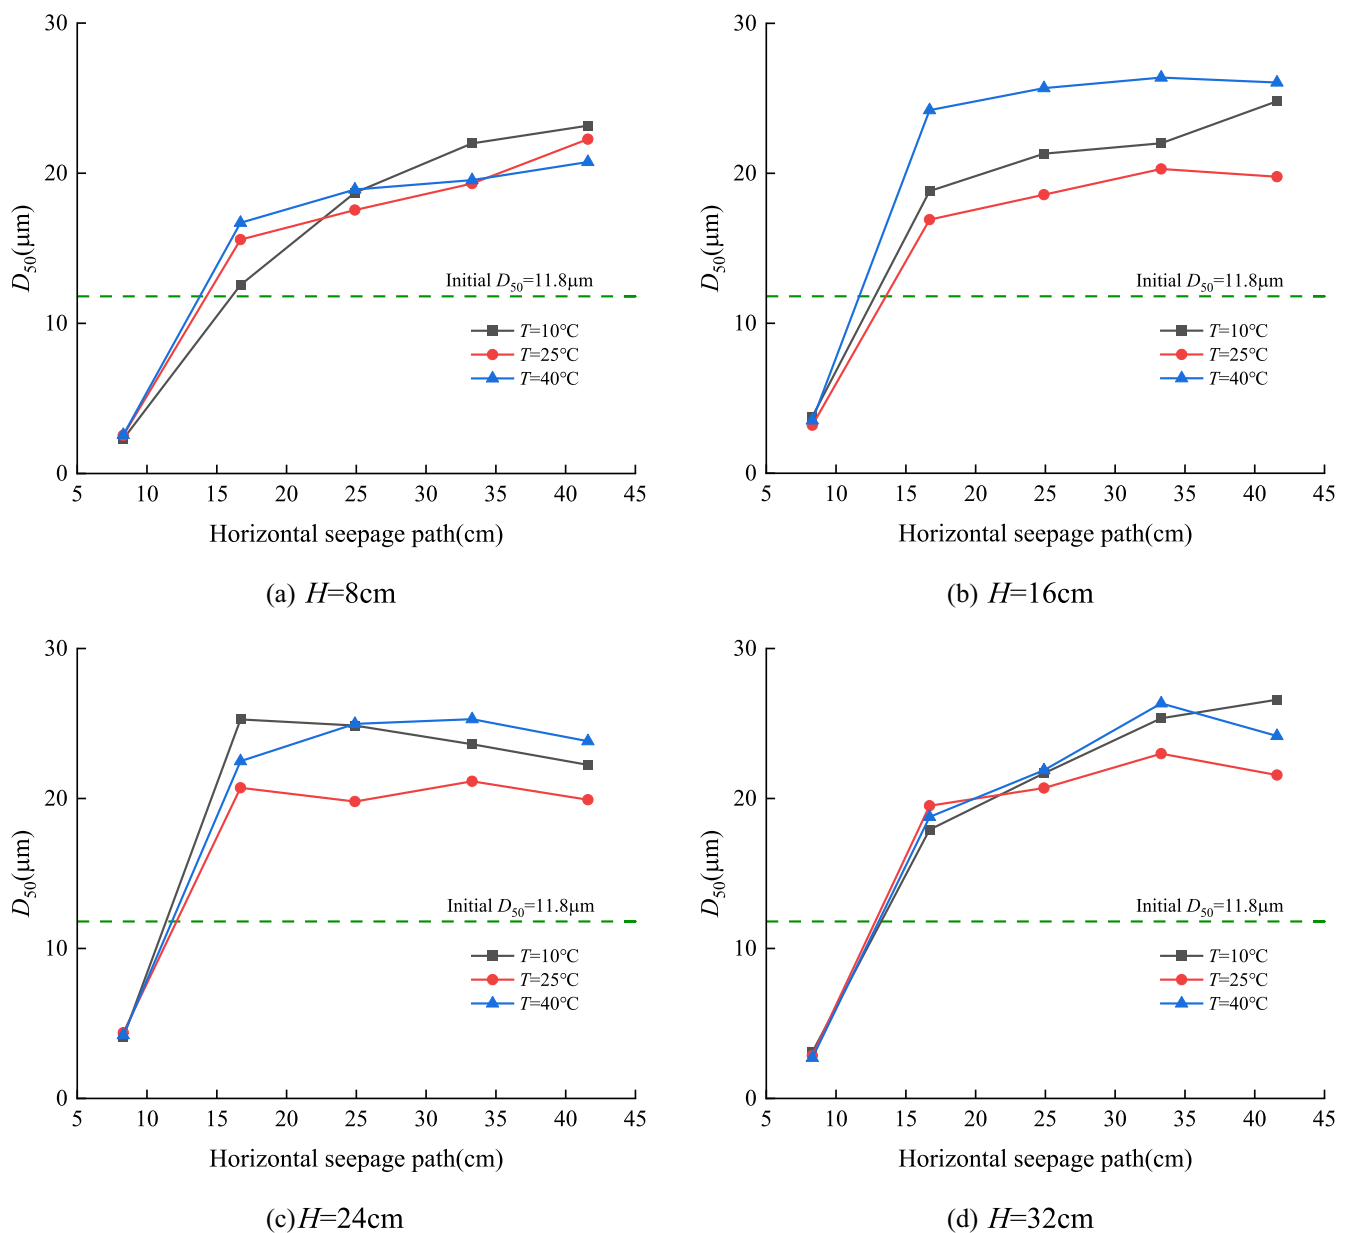 30
20
10
0
D50(μm)
Initial D50=11.8μm
T=10℃
T=25℃
T=40℃
5 10 15 20 25 30 35 40 45
Horizontal seepage path(cm)
(a) H=8cm
30
20
10
0
D50(μm)
Initial D50=11.8μm
T=10℃
T=25℃
T=40℃
5 10 15 20 25 30 35 40 45
Horizontal seepage path(cm)
(b) H=16cm
30
20
10
0
D50(μm)
Initial D50=11.8μm
T=10℃
T=25℃
T=40℃
5 10 15 20 25 30 35 40 45
Horizontal seepage path(cm)
(c) H=24cm
30
20
10
0
D50(μm)
Initial D50=11.8μm
T=10℃
T=25℃
T=40℃
5 10 15 20 25 30 35 40 45
Horizontal seepage path(cm)
(d) H=32cm